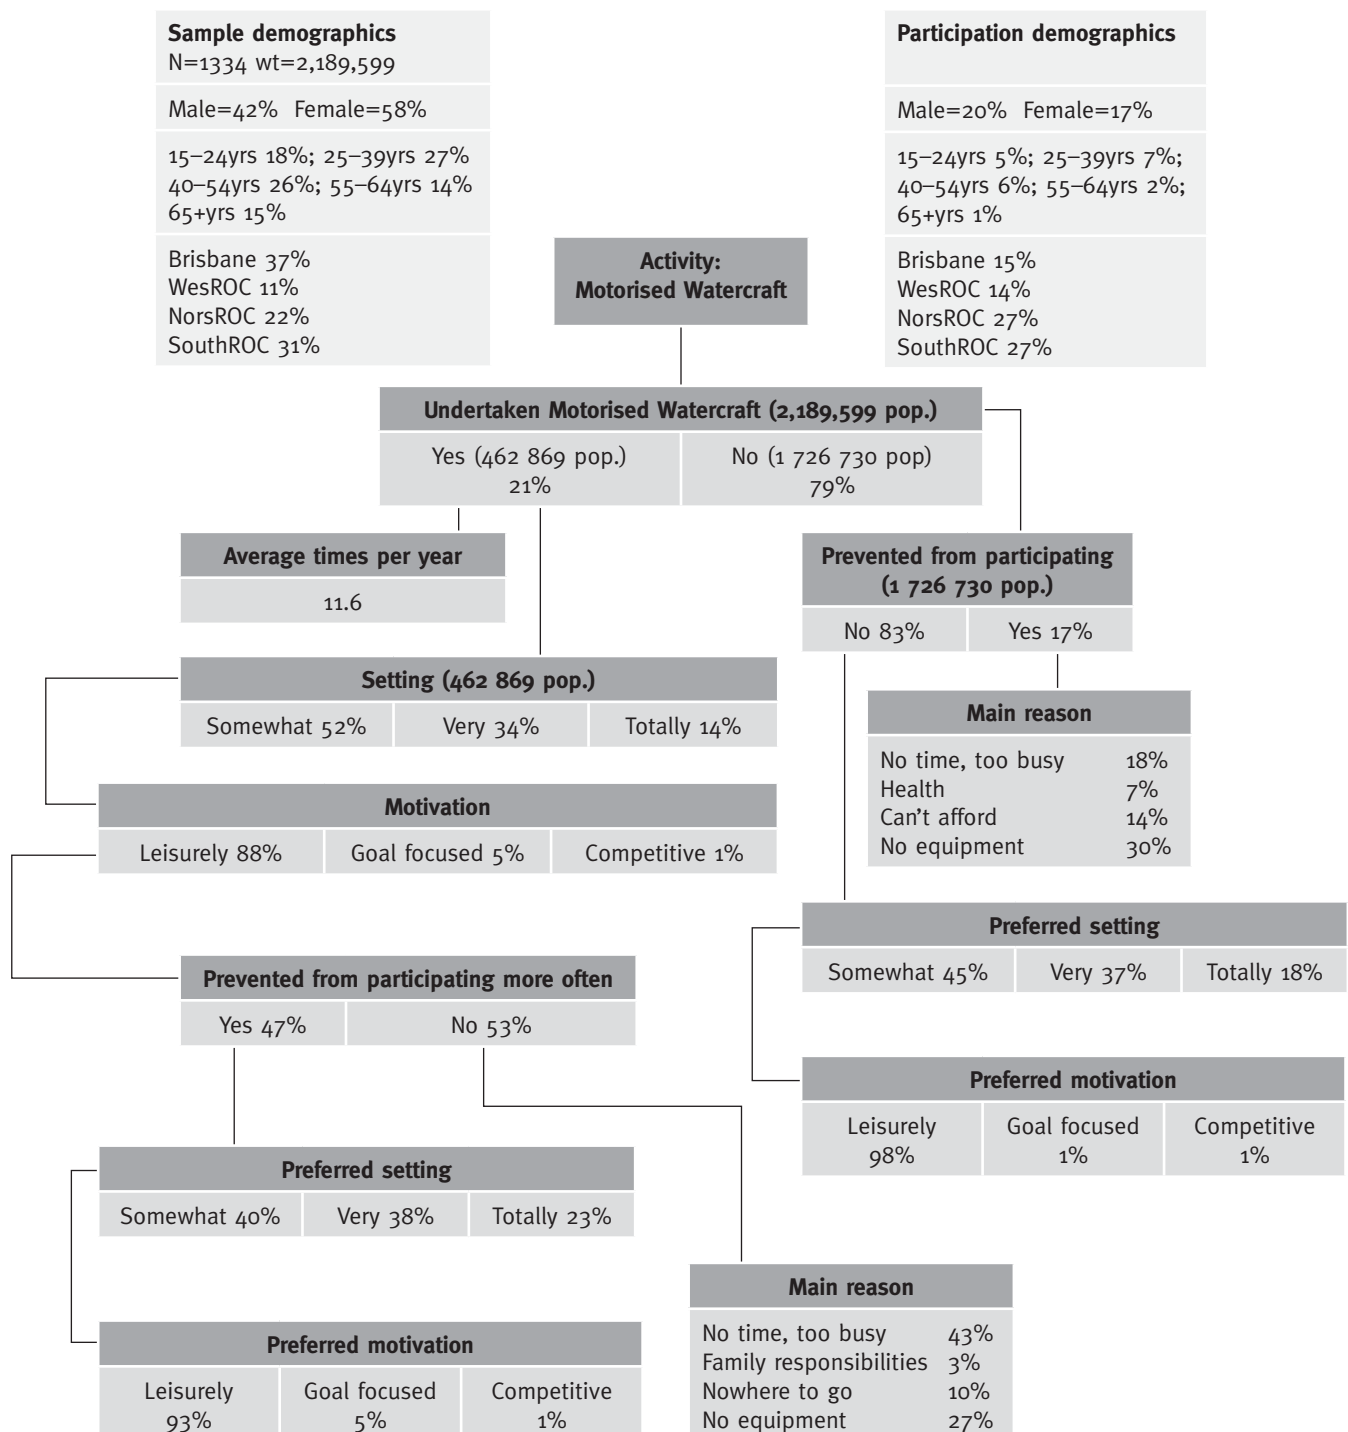 Sample demographics
N=1334 wt=2,189,599
Male=42% Female=58%
15–24yrs 18%; 25–39yrs 27%
40–54yrs 26%; 55–64yrs 14%
65+yrs 15%
Brisbane 37%
WesROC 11%
NorsROC 22%
SouthROC 31%
Participation demographics
Male=20% Female=17%
15–24yrs 5%; 25–39yrs 7%;
40–54yrs 6%; 55–64yrs 2%;
65+yrs 1%
Brisbane 15%
WesROC 14%
NorsROC 27%
SouthROC 27%
Activity:
Motorised Watercraft
Undertaken Motorised Watercraft (2,189,599 pop.)
Yes (462 869 pop.)
21%
No (1 726 730 pop)
79%
Average times per year
11.6
Prevented from participating
(1 726 730 pop.)
No 83%
Yes 17%
Setting (462 869 pop.)
Somewhat 52%
Very 34%
Totally 14%
Main reason
No time, too busy 18%
Health 7%
Can't afford 14%
No equipment 30%
Motivation
Leisurely 88%
Goal focused 5%
Competitive 1%
Preferred setting
Somewhat 45%
Very 37%
Totally 18%
Prevented from participating more often
Yes 47%
No 53%
Preferred motivation
Leisurely
98%
Goal focused
1%
Competitive
1%
Preferred setting
Somewhat 40%
Very 38%
Totally 23%
Main reason
No time, too busy 43%
Family responsibilities 3%
Nowhere to go 10%
No equipment 27%
Preferred motivation
Leisurely
93%
Goal focused
5%
Competitive
1%